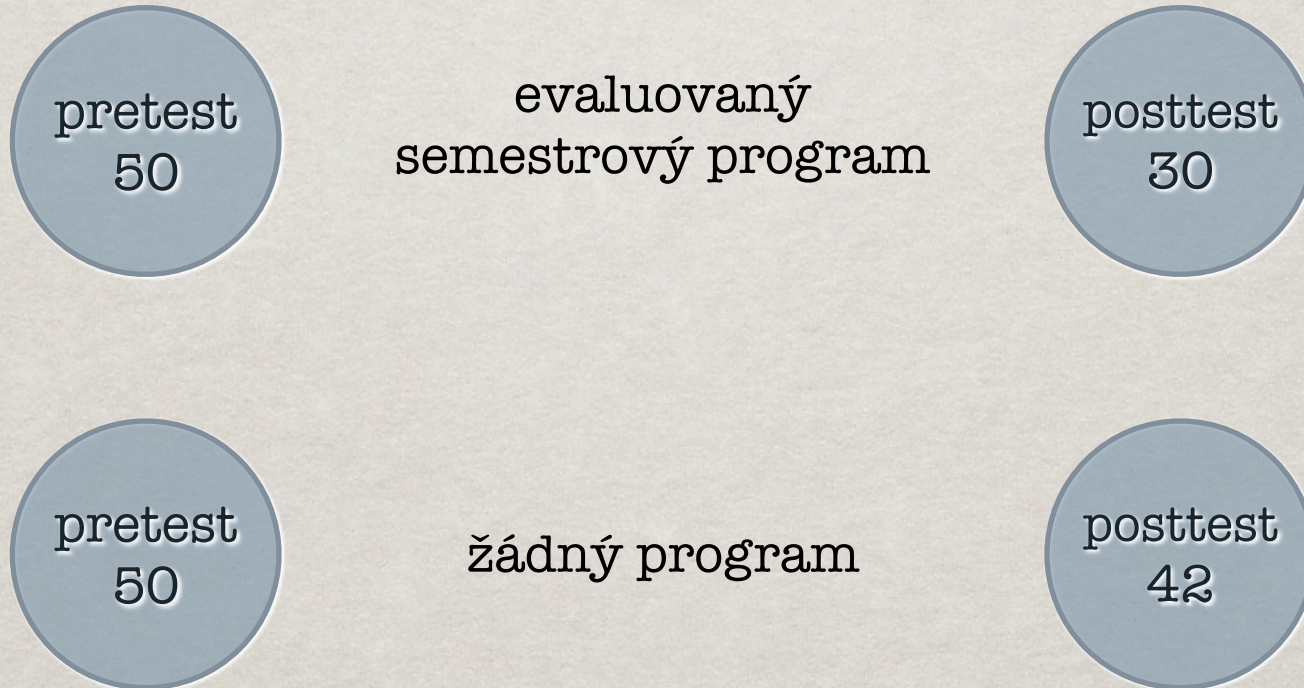 pretest
50
evaluovaný
semestrový program
posttest
30
pretest
50
žádný program
posttest
42